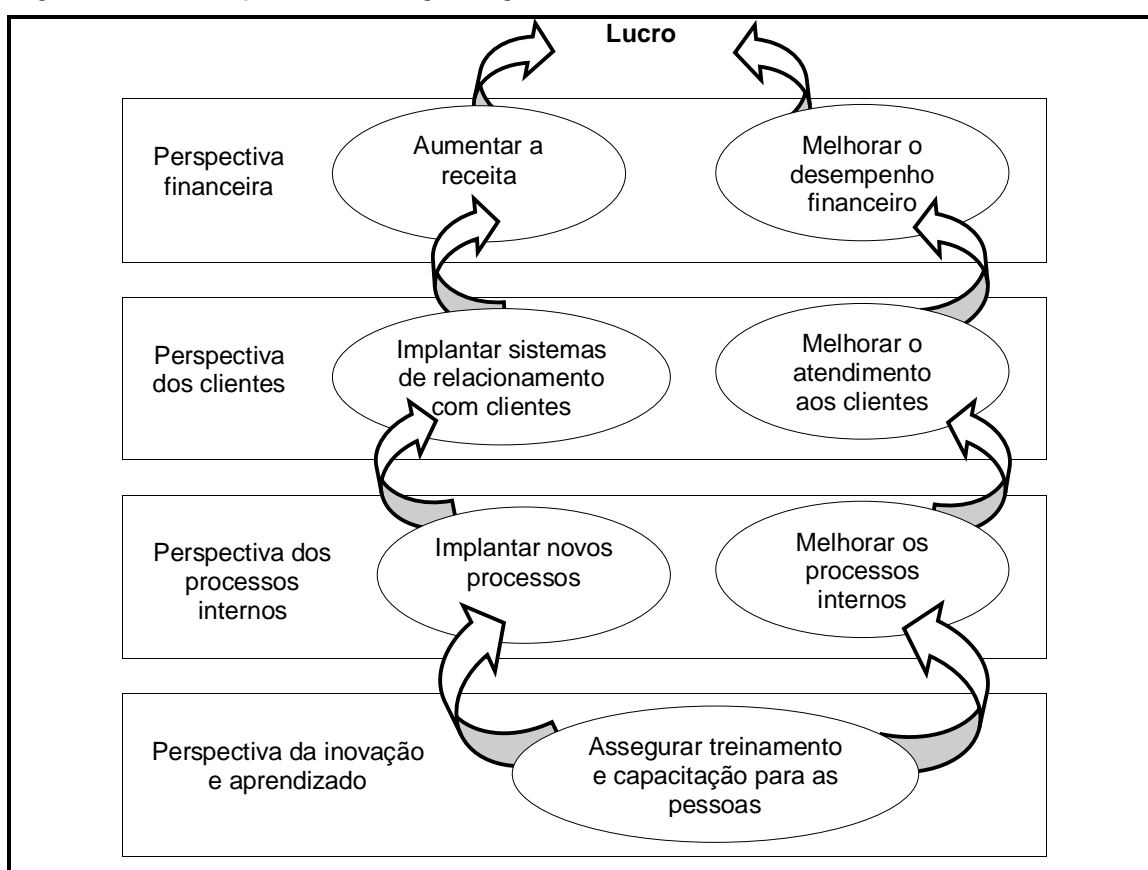 Lucro
Perspectiva
financeira
Aumentar a
receita
Melhorar o
desempenho
financeiro
Perspectiva
dos clientes
Implantar sistemas
de relacionamento
com clientes
Melhorar o
atendimento
aos clientes
Perspectiva dos
processos
internos
Implantar novos
processos
Melhorar os
processos
internos
Perspectiva da inovação
e aprendizado
Assegurar treinamento
e capacitação para as
pessoas